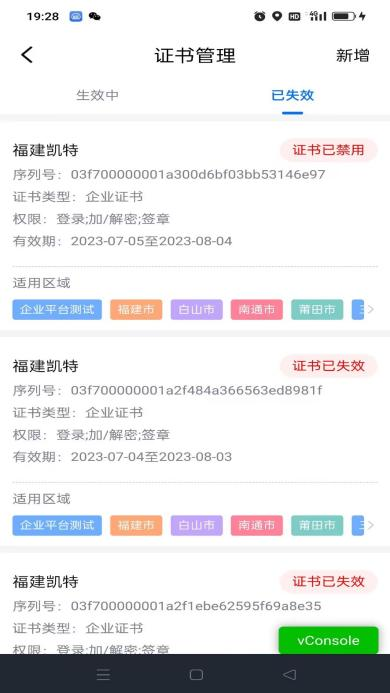 19:28
HD 4G
证书管理
新增
生效中
已失效
福建凯特
证书已禁用
序列号：03f700000001a300d6bf03bb53146e97
证书类型：企业证书
权限：登录;加/解密;签章
有效期：2023-07-05至2023-08-04
适用区域
企业平台测试 福建市 白山市 南通市 莆田市
福建凯特
证书已失效
序列号：03f700000001a2f484a366563ed8981f
证书类型：企业证书
权限：登录;加/解密;签章
有效期：2023-07-04至2023-08-03
适用区域
企业平台测试 福建市 白山市 南通市 莆田市
福建凯特
证书已失效
序列号：03f700000001a2f1ebe62595f69a8e35
证书类型：企业证书
vConsole
权限：登录;加/解密;签章